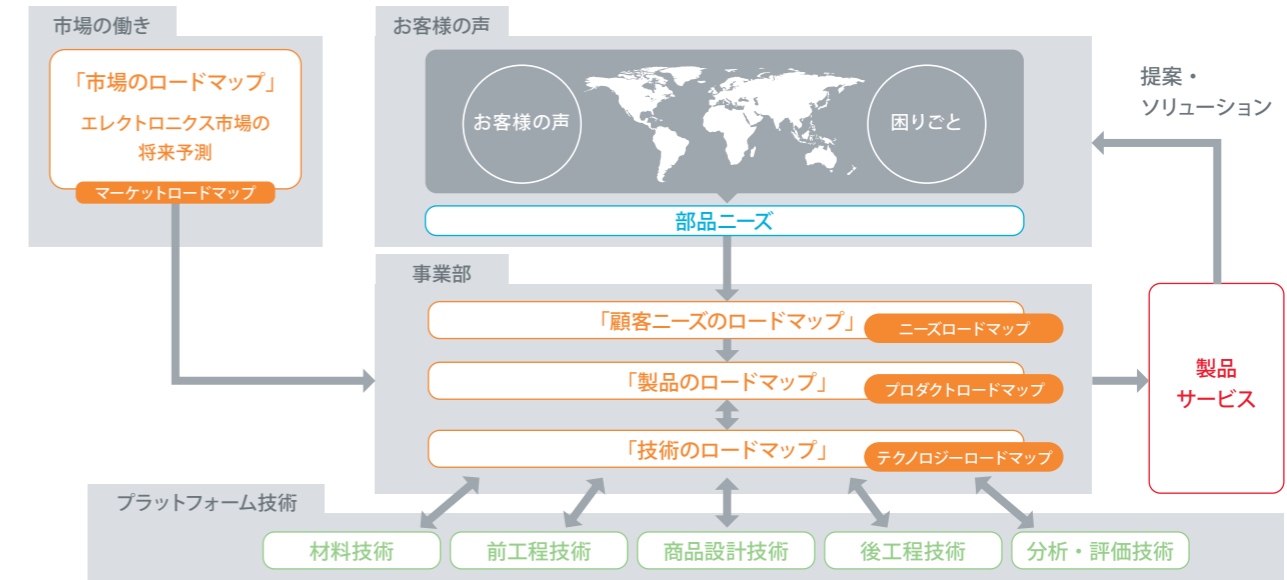 市場の働き
「市場のロードマップ」
エレクトロニクス市場の
将来予測
マーケットロードマップ
お客様の声
お客様の声
困りごと
部品ニーズ
提案・
ソリューション
事業部
「顧客ニーズのロードマップ」
ニーズロードマップ
「製品のロードマップ」
プロダクトロードマップ
「技術のロードマップ」
テクノロジーロードマップ
製品
サービス
プラットフォーム技術
材料技術
前工程技術
商品設計技術
後工程技術
分析・評価技術